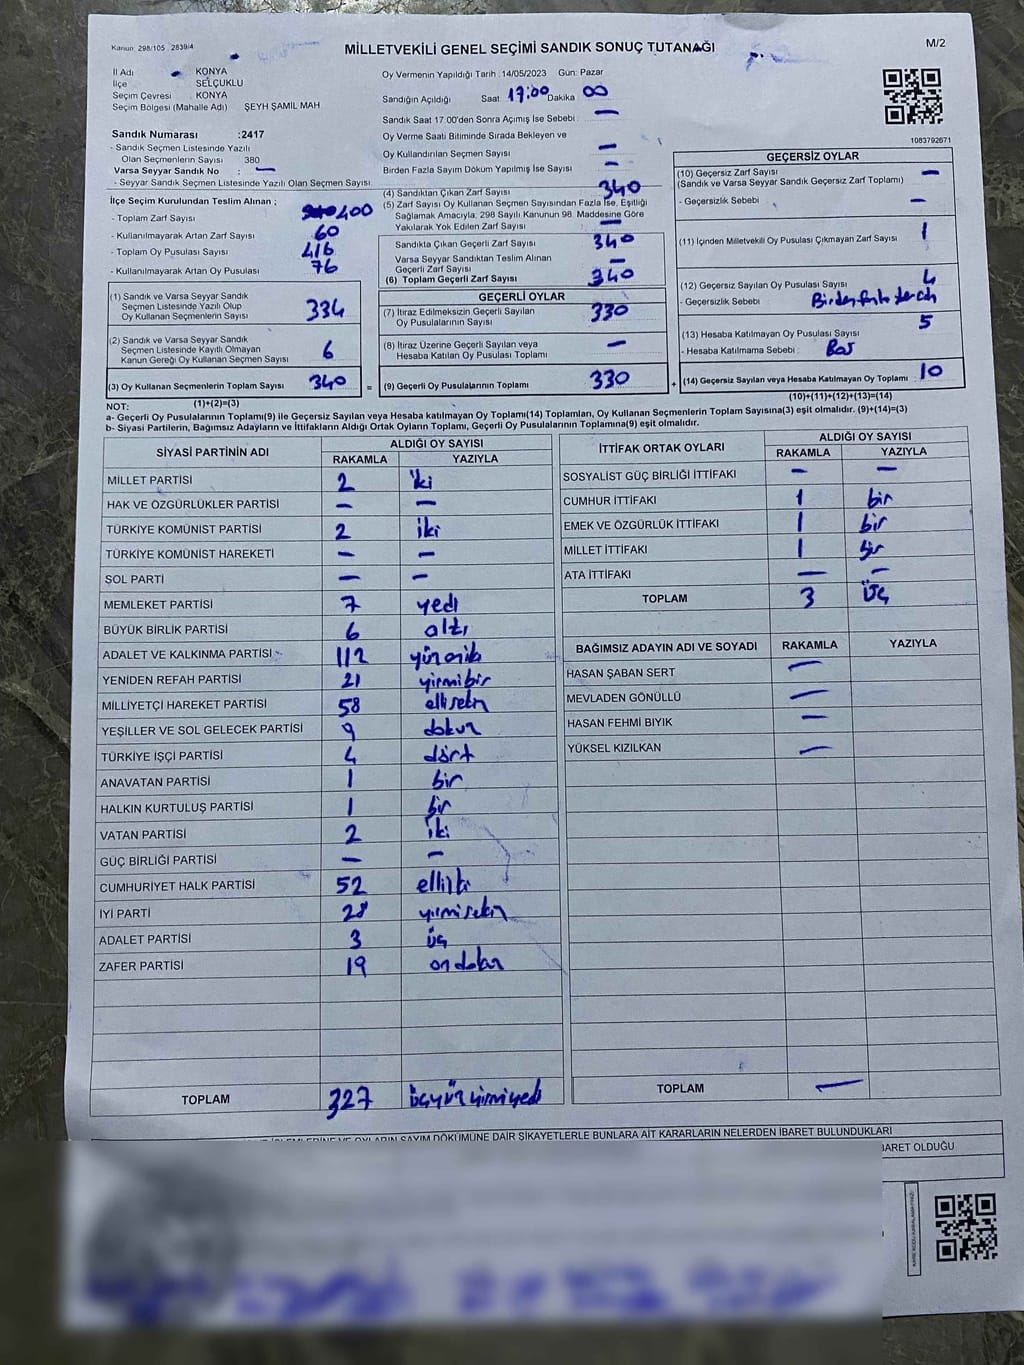 Kanun 298/105 2839/4
MİLLETVEKİLİ GENEL SEÇİMİ SANDIK SONUÇ TUTANAĞI
M/2
İl Adı KONYA
İlçe SELÇUKLU
Seçim Çevresi KONYA
Seçim Bölgesi (Mahalle Adı) ŞEYH ŞAMİL MAH
Sandık Numarası :2417
- Sandık Seçmen Listesinde Yazılı
Olan Seçmenlerin Sayısı 380
Varsa Seyyar Sandık No : —
- Seyyar Sandık Seçmen Listesinde Yazılı Olan Seçmen Sayısı
İlçe Seçim Kurulundan Teslim Alınan ;
- Toplam Zarf Sayısı 400
- Kullanılmayarak Artan Zarf Sayısı 60
- Toplam Oy Pusulası Sayısı 416
- Kullanılmayarak Artan Oy Pusulası 76
(1) Sandık ve Varsa Seyyar Sandık
Seçmen Listesinde Yazılı Olup
Oy Kullanan Seçmenlerin Sayısı 334
(2) Sandık ve Varsa Seyyar Sandık
Seçmen Listesinde Kayıtlı Olmayan
Kanun Gereği Oy Kullanan Seçmen Sayısı 6
(3) Oy Kullanan Seçmenlerin Toplam Sayısı 340
(1)+(2)=(3)
Oy Vermenin Yapıldığı Tarih : 14/05/2023 Gün: Pazar
Sandığın Açıldığı Saat 17:00 Dakika 00
Sandık Saat 17.00'den Sonra Açımış İse Sebebi : —
Oy Verme Saati Bitiminde Sırada Bekleyen ve
Oy Kullandırılan Seçmen Sayısı —
Birden Fazla Sayım Döküm Yapılmış İse Sayısı —
(4) Sandıktan Çıkan Zarf Sayısı 340
(5) Zarf Sayısı Oy Kullanan Seçmen Sayısından Fazla İse, Eşitliği
Sağlamak Amacıyla, 298 Sayılı Kanunun 98. Maddesine Göre
Yakılarak Yok Edilen Zarf Sayısı —
Sandıkta Çıkan Geçerli Zarf Sayısı 340
Varsa Seyyar Sandıktan Teslim Alınan
Geçerli Zarf Sayısı —
(6) Toplam Geçerli Zarf Sayısı 340
GEÇERLİ OYLAR
(7) İtiraz Edilmeksizin Geçerli Sayılan
Oy Pusulalarının Sayısı 330
(8) İtiraz Üzerine Geçerli Sayılan veya
Hesaba Katılan Oy Pusulası Toplamı —
= (9) Geçerli Oy Pusulalarının Toplamı 330
1083792671
GEÇERSİZ OYLAR
(10) Geçersiz Zarf Sayısı —
(Sandık ve Varsa Seyyar Sandık Geçersiz Zarf Toplamı)
- Geçersizlik Sebebi —
(11) İçinden Milletvekili Oy Pusulası Çıkmayan Zarf Sayısı 1
(12) Geçersiz Sayılan Oy Pusulası Sayısı 4
- Geçersizlik Sebebi : Birden fazla
(13) Hesaba Katılmayan Oy Pusulası Sayısı 5
- Hesaba Katılmama Sebebi : Boş
+ (14) Geçersiz Sayılan veya Hesaba Katılmayan Oy Toplamı : 10
(10)+(11)+(12)+(13)=(14)
NOT:
a- Geçerli Oy Pusulalarının Toplamı(9) ile Geçersiz Sayılan veya Hesaba katılmayan Oy Toplamı(14) Toplamları, Oy Kullanan Seçmenlerin Toplam Sayısına(3) eşit olmalıdır. (9)+(14)=(3)
b- Siyasi Partilerin, Bağımsız Adayların ve İttifakların Aldığı Ortak Oyların Toplamı, Geçerli Oy Pusulalarının Toplamına(9) eşit olmalıdır.
SİYASİ PARTİNİN ADI ALDIĞI OY SAYISI
RAKAMLA YAZIYLA
MİLLET PARTİSİ 2 iki
HAK VE ÖZGÜRLÜKLER PARTİSİ — —
TÜRKİYE KOMÜNİST PARTİSİ 2 iki
TÜRKİYE KOMÜNİST HAREKETİ — —
SOL PARTİ — —
MEMLEKET PARTİSİ 7 yedi
BÜYÜK BİRLİK PARTİSİ 6 altı
ADALET VE KALKINMA PARTİSİ 112 yüz oniki
YENİDEN REFAH PARTİSİ 21 yirmibir
MİLLİYETÇİ HAREKET PARTİSİ 58 ellisekiz
YEŞİLLER VE SOL GELECEK PARTİSİ 9 dokuz
TÜRKİYE İŞÇİ PARTİSİ 4 dört
ANAVATAN PARTİSİ 1 bir
HALKIN KURTULUŞ PARTİSİ 1 bir
VATAN PARTİSİ 2 iki
GÜÇ BİRLİĞİ PARTİSİ — —
CUMHURİYET HALK PARTİSİ 52 elliiki
İYİ PARTİ 28 yirmisekiz
ADALET PARTİSİ 3 üç
ZAFER PARTİSİ 19 ondokuz
TOPLAM 327 üçyüz yirmiyedi
İTTİFAK ORTAK OYLARI ALDIĞI OY SAYISI
RAKAMLA YAZIYLA
SOSYALİST GÜÇ BİRLİĞİ İTTİFAKI — —
CUMHUR İTTİFAKI 1 bir
EMEK VE ÖZGÜRLÜK İTTİFAKI 1 bir
MİLLET İTTİFAKI 1 bir
ATA İTTİFAKI — —
TOPLAM 3 üç
BAĞIMSIZ ADAYIN ADI VE SOYADI RAKAMLA YAZIYLA
HASAN ŞABAN SERT —
MEVLADEN GÖNÜLLÜ —
HASAN FEHMİ BIYIK —
YÜKSEL KIZILKAN —
TOPLAM —
İŞLEMLERİNE VE OYLARIN SAYIM DÖKÜMÜNE DAİR ŞİKAYETLERLE BUNLARA AİT KARARLARIN NELERDEN İBARET BULUNDUKLARI
BARET OLDUĞU